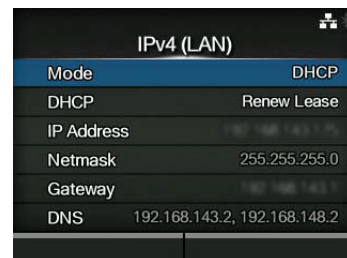 IPv4 (LAN)
Mode DHCP
DHCP Renew Lease
IP Address
Netmask 255.255.255.0
Gateway
DNS 192.168.143.2, 192.168.148.2